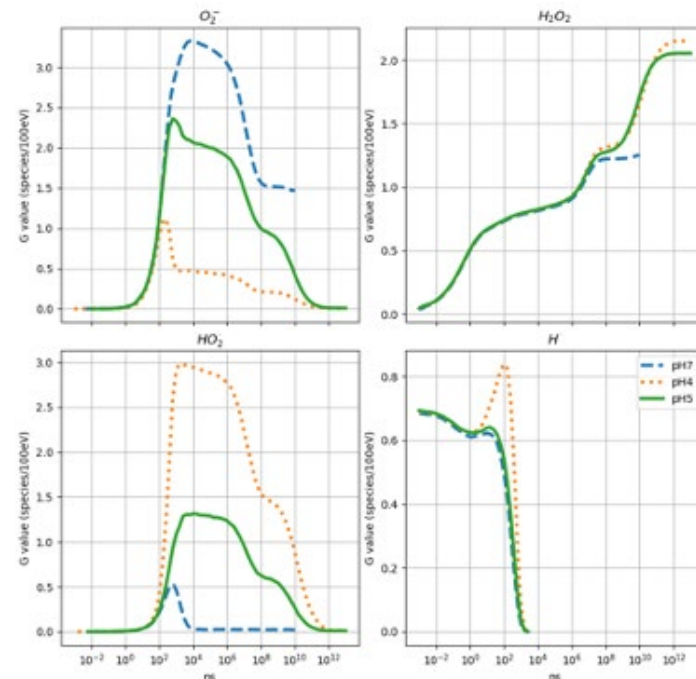 O₂⁻
G value (species/100eV)
3.0
2.5
2.0
1.5
1.0
0.5
0.0
H₂O₂
G value (species/100eV)
2.0
1.5
1.0
0.5
0.0
HO₂
G value (species/100eV)
3.0
2.5
2.0
1.5
1.0
0.5
0.0
10⁻² 10⁰ 10² 10⁴ 10⁶ 10⁸ 10¹⁰ 10¹²
ns
H
G value (species/100eV)
0.8
0.6
0.4
0.2
0.0
pH7
pH4
pH5
10⁻² 10⁰ 10² 10⁴ 10⁶ 10⁸ 10¹⁰ 10¹²
ns